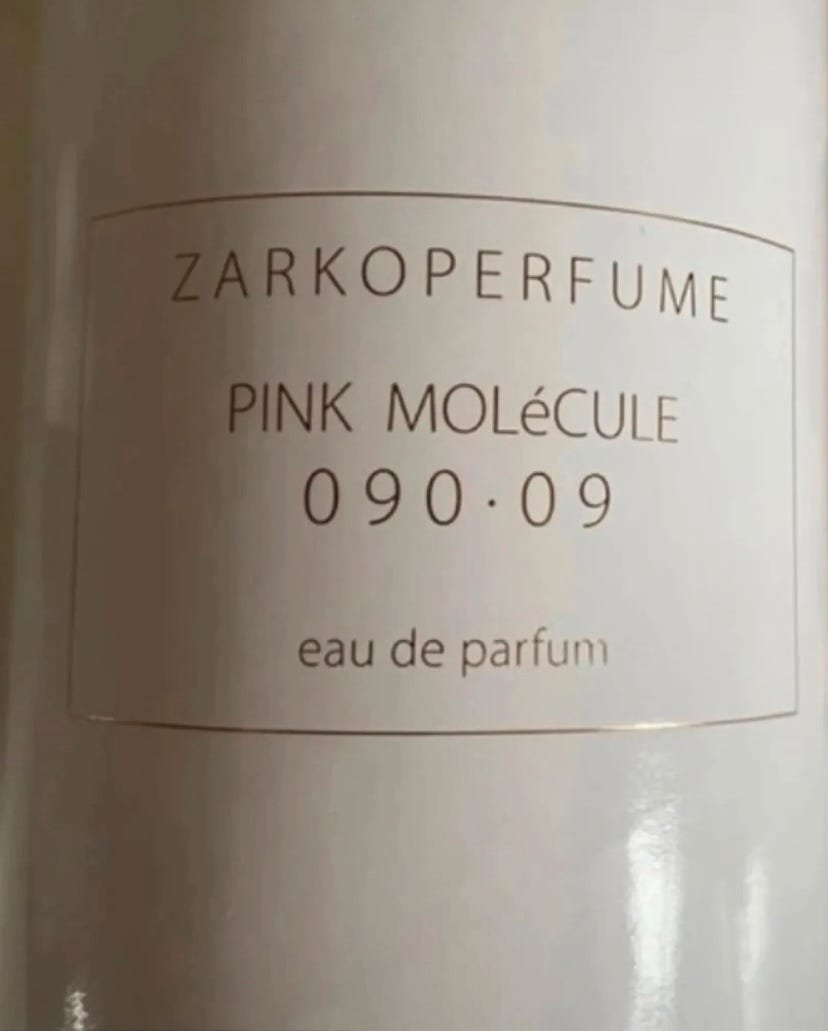 ZARKOPERFUME
PINK MOLéCULE
090·09
eau de parfum